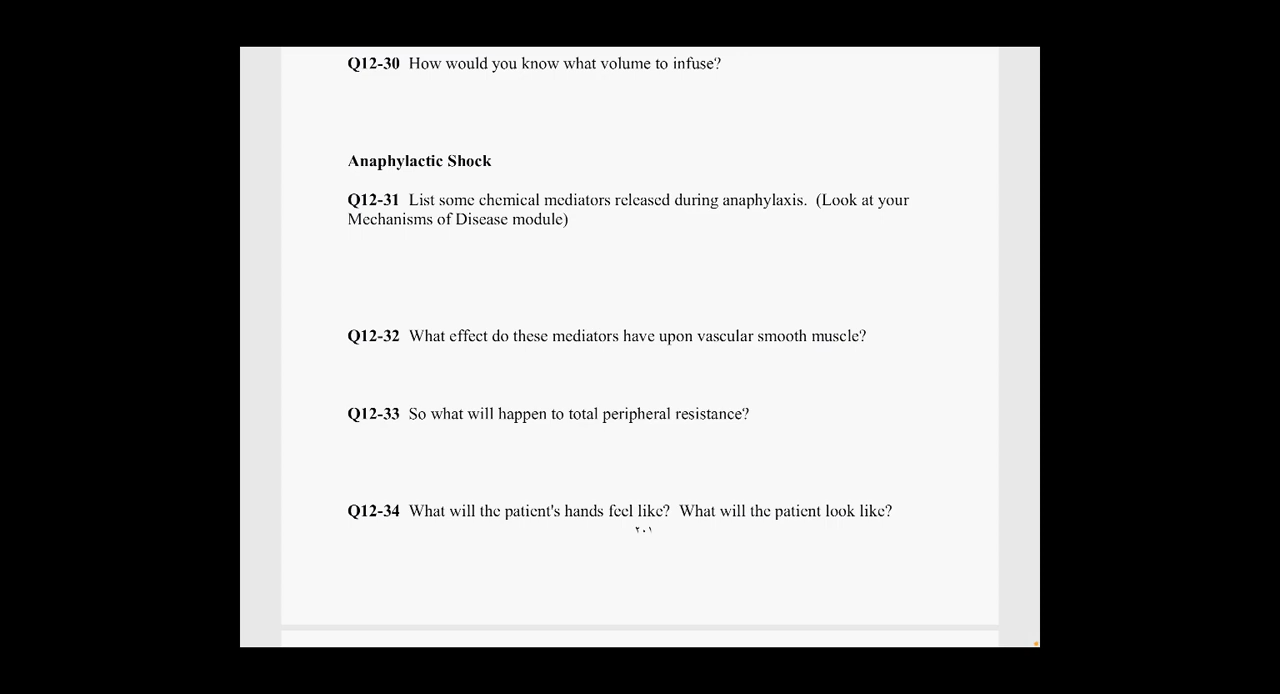 Q12-30 How would you know what volume to infuse?
Anaphylactic Shock
Q12-31 List some chemical mediators released during anaphylaxis. (Look at your
Mechanisms of Disease module)
Q12-32 What effect do these mediators have upon vascular smooth muscle?
Q12-33 So what will happen to total peripheral resistance?
Q12-34 What will the patient's hands feel like? What will the patient look like?
٢٠١